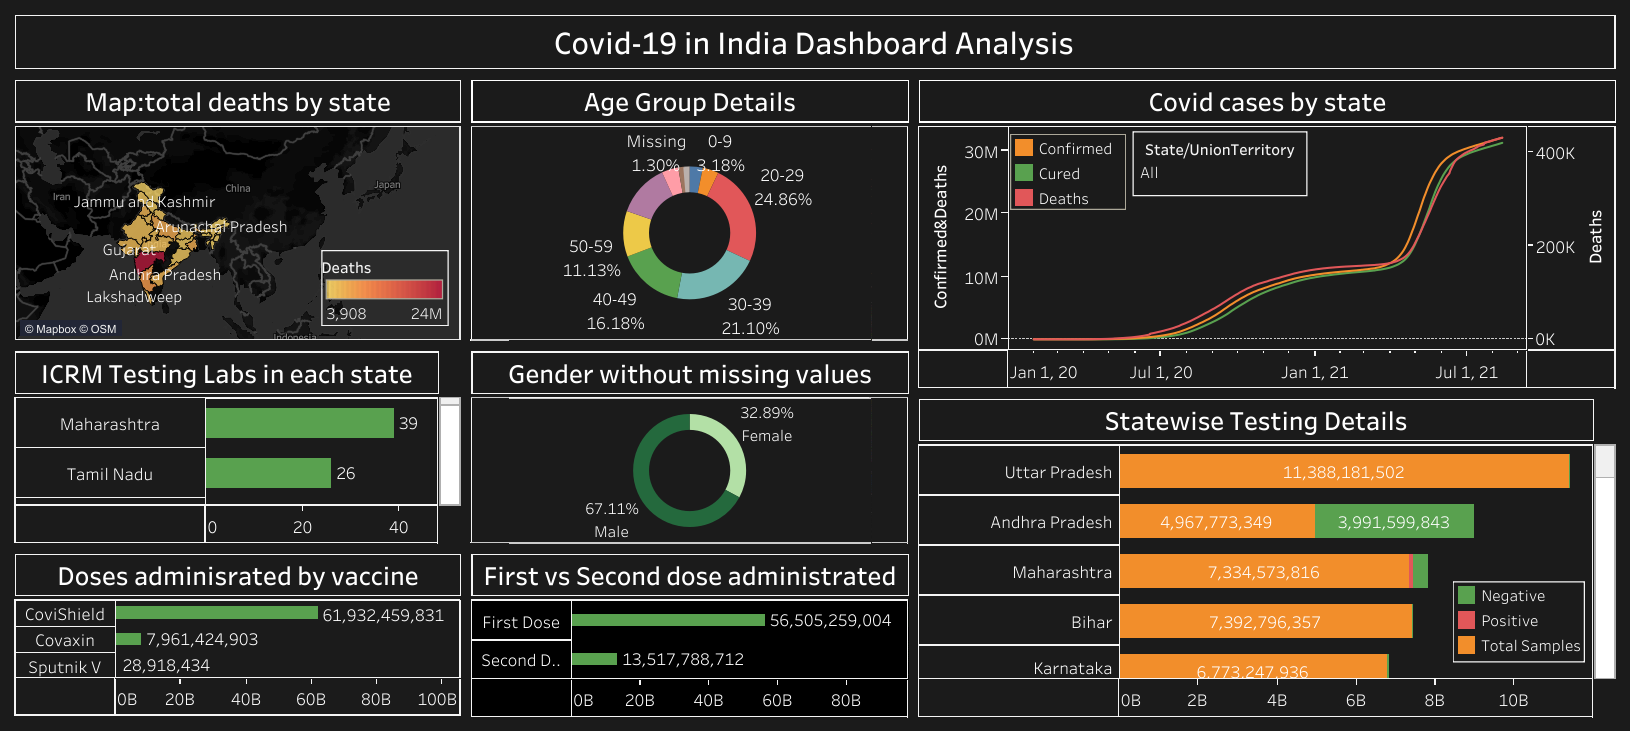 Covid-19 in India Dashboard Analysis
Map:total deaths by state
Iran
China
Japan
Jammu and Kashmir
Arunachal Pradesh
Gujarat
Andhra Pradesh
Lakshadweep
Indonesia
Deaths
3,908 24M
© Mapbox © OSM
Age Group Details
Missing
1.30%
0-9
3.18%
20-29
24.86%
50-59
11.13%
40-49
16.18%
30-39
21.10%
Covid cases by state
Confirmed&Deaths
30M
20M
10M
0M
Confirmed
Cured
Deaths
State/UnionTerritory
All
400K
200K
0K
Deaths
Jan 1, 20 Jul 1, 20 Jan 1, 21 Jul 1, 21
ICRM Testing Labs in each state
Maharashtra 39
Tamil Nadu 26
0 20 40
Gender without missing values
32.89%
Female
67.11%
Male
Statewise Testing Details
Uttar Pradesh 11,388,181,502
Andhra Pradesh 4,967,773,349 3,991,599,843
Maharashtra 7,334,573,816
Bihar 7,392,796,357
Karnataka 6,773,247,936
Negative
Positive
Total Samples
0B 2B 4B 6B 8B 10B
Doses adminisrated by vaccine
CoviShield 61,932,459,831
Covaxin 7,961,424,903
Sputnik V 28,918,434
0B 20B 40B 60B 80B 100B
First vs Second dose administrated
First Dose 56,505,259,004
Second D.. 13,517,788,712
0B 20B 40B 60B 80B